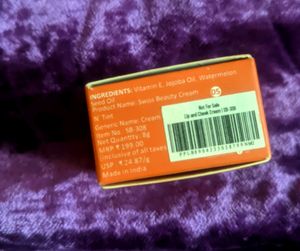 INGREDIENTS: Vitamin E, Jojoba Oil, Watermelon
Seed Oil
Product Name: Swiss Beauty Cream
N Tint
05
Generic Name: Cream
Item No. SB-308
Net Quantity: 8g
MRP ₹ 199.00
(Inclusive of all taxes)
USP ₹ 24.87/g
Made in India
Not For Sale
Lip and Cheek Cream | SB-308